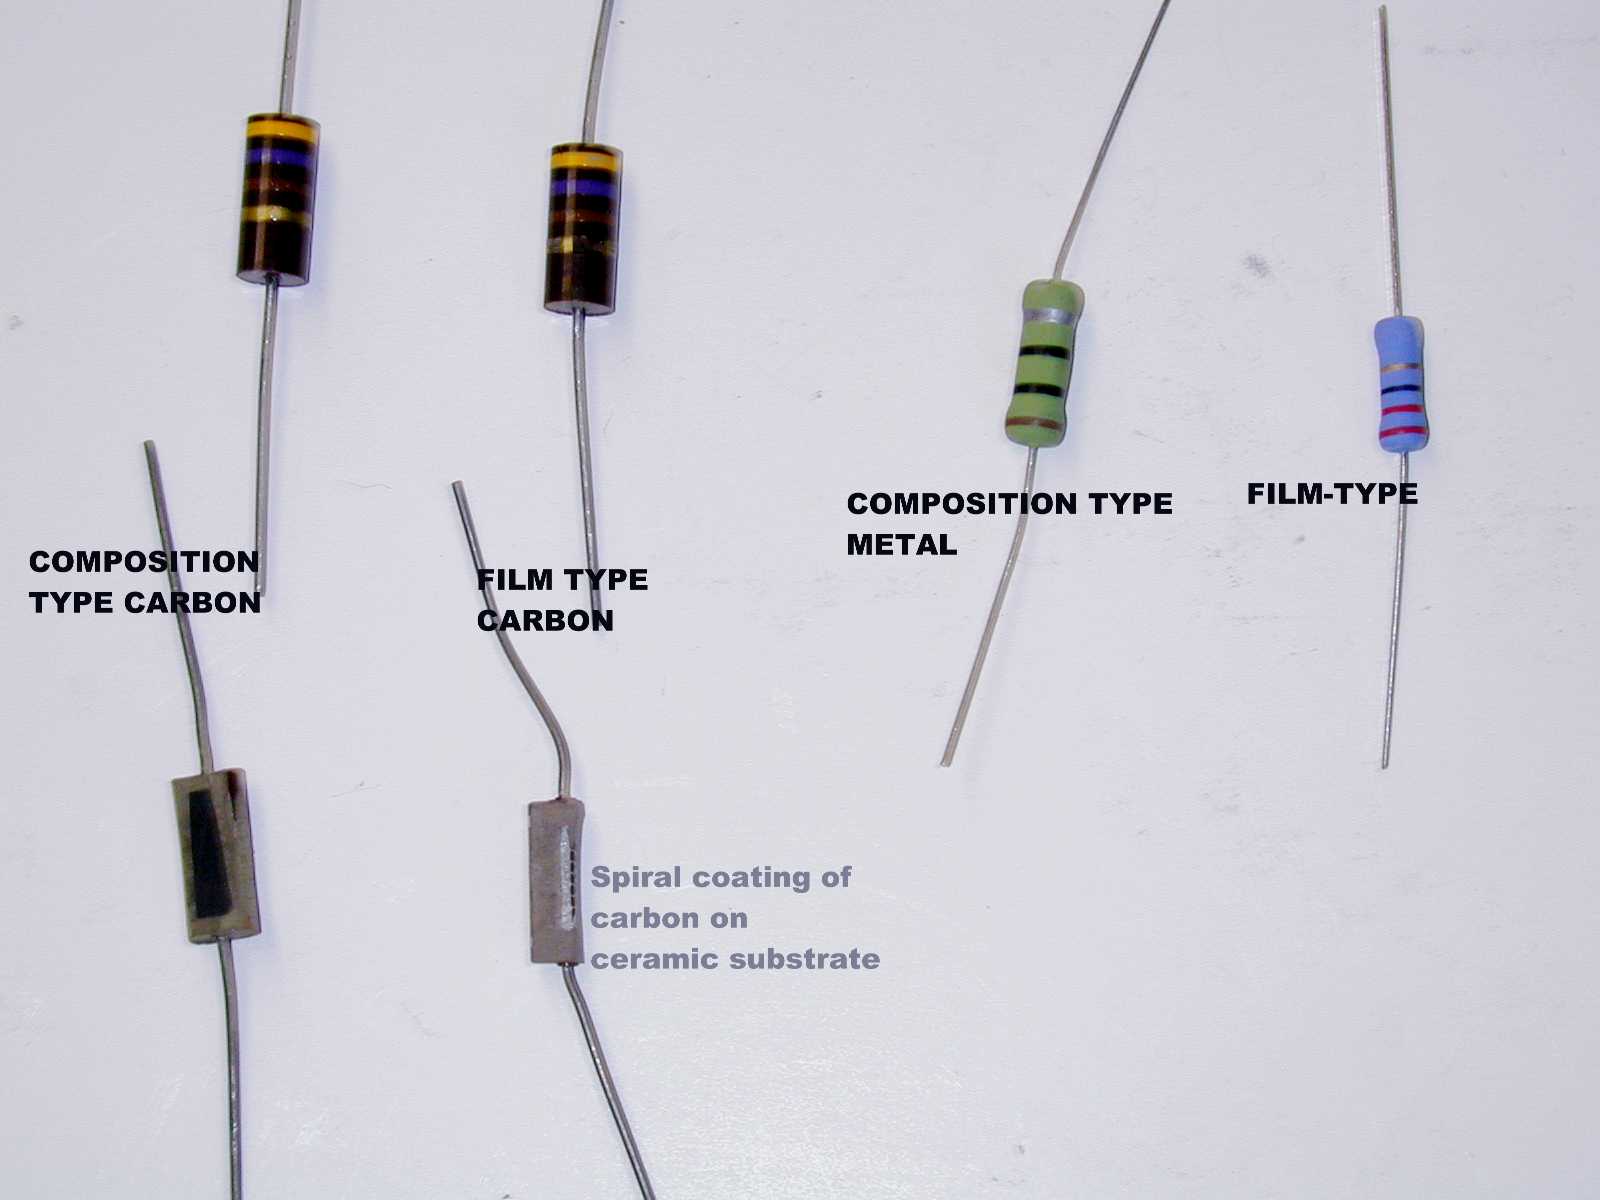 COMPOSITION
TYPE CARBON
FILM TYPE
CARBON
COMPOSITION TYPE
METAL
FILM-TYPE
Spiral coating of
carbon on
ceramic substrate